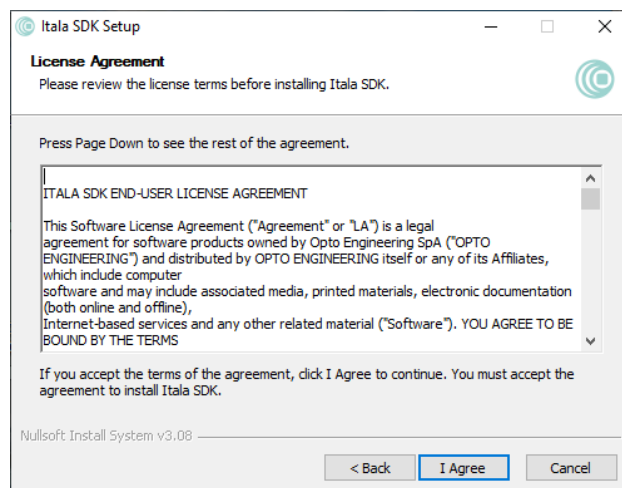 Itala SDK Setup
License Agreement
Please review the license terms before installing Itala SDK.
Press Page Down to see the rest of the agreement.
ITALA SDK END-USER LICENSE AGREEMENT
This Software License Agreement ("Agreement" or "LA") is a legal
agreement for software products owned by Opto Engineering SpA ("OPTO
ENGINEERING") and distributed by OPTO ENGINEERING itself or any of its Affiliates,
which include computer
software and may include associated media, printed materials, electronic documentation
(both online and offline),
Internet-based services and any other related material ("Software"). YOU AGREE TO BE
BOUND BY THE TERMS
If you accept the terms of the agreement, click I Agree to continue. You must accept the
agreement to install Itala SDK.
Nullsoft Install System v3.08
< Back I Agree Cancel